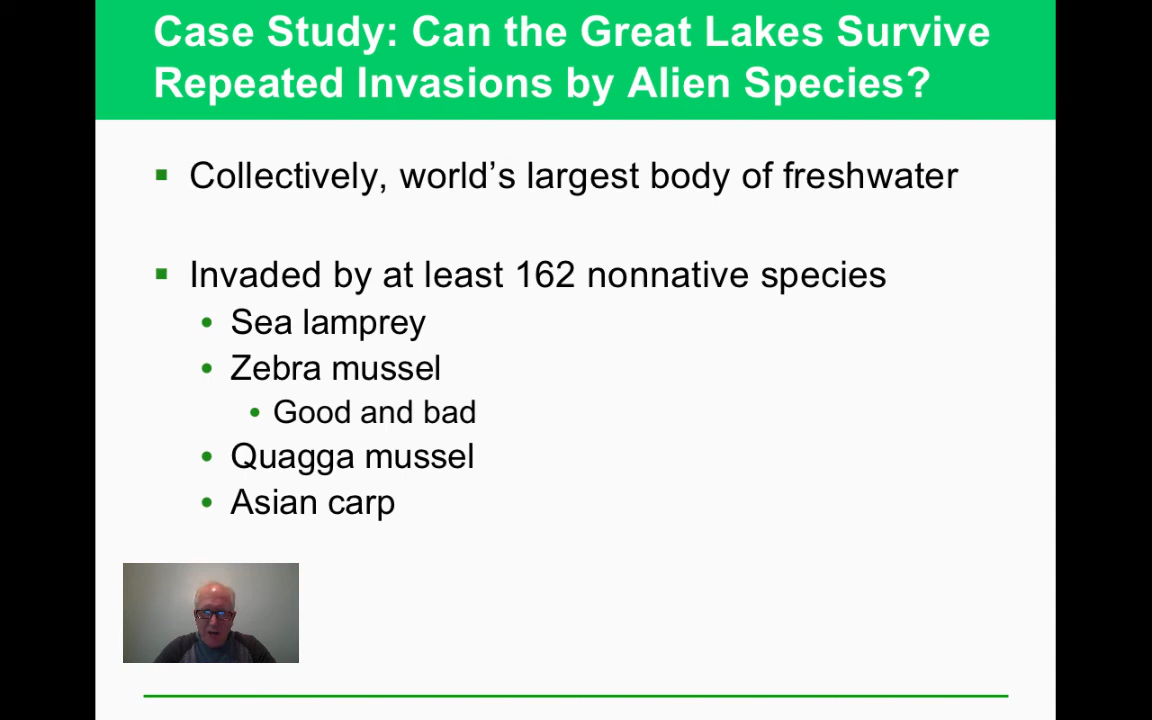 Case Study: Can the Great Lakes Survive
Repeated Invasions by Alien Species?
Collectively, world’s largest body of freshwater
Invaded by at least 162 nonnative species
Sea lamprey
Zebra mussel
Good and bad
Quagga mussel
Asian carp